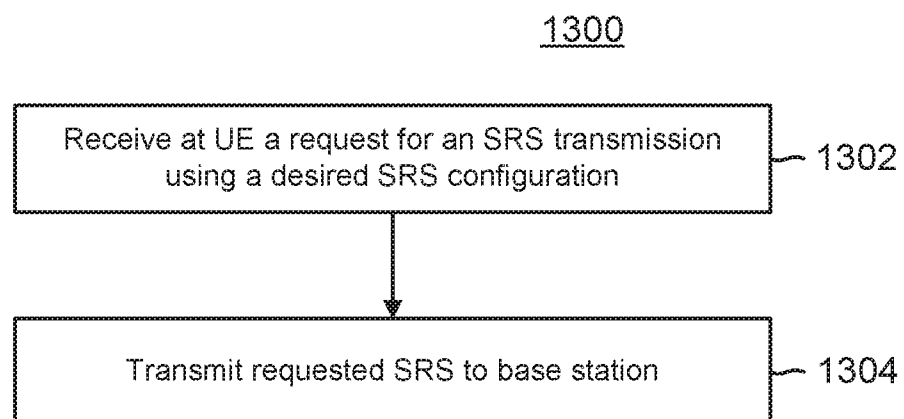 1300
Receive at UE a request for an SRS transmission
using a desired SRS configuration
1302
Transmit requested SRS to base station
1304